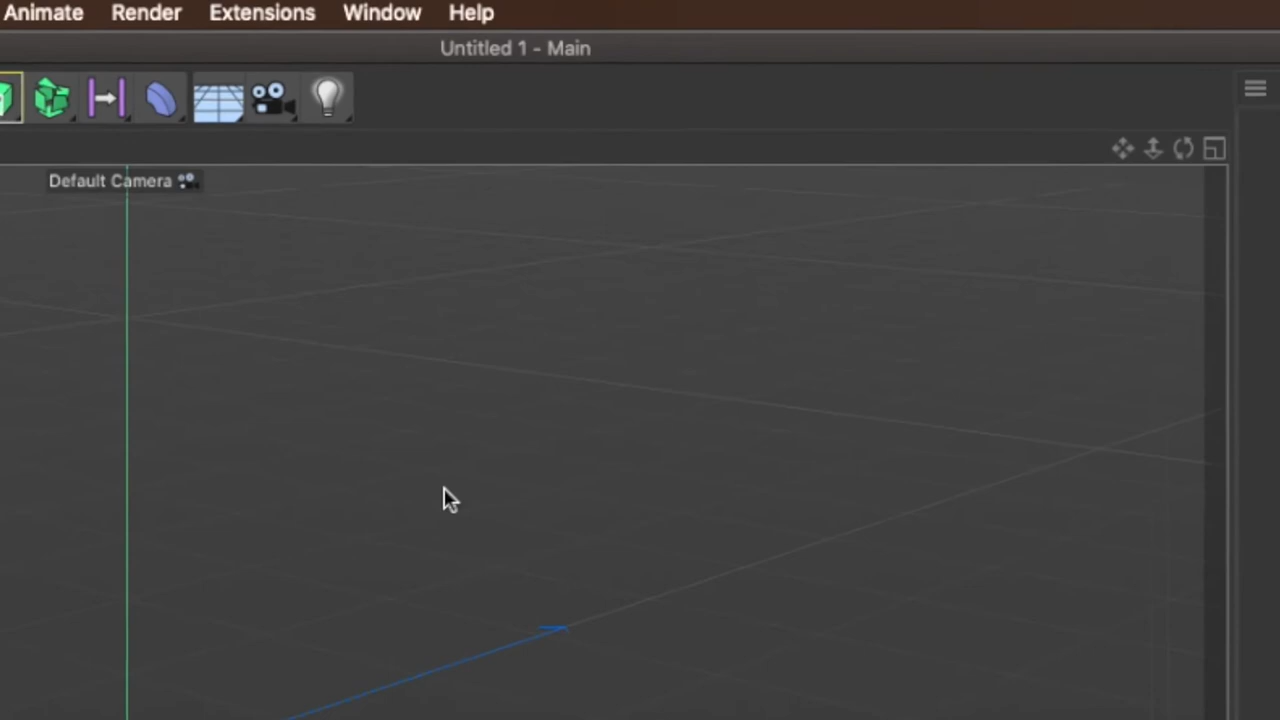 Animate Render Extensions Window Help
Untitled 1 - Main
Default Camera